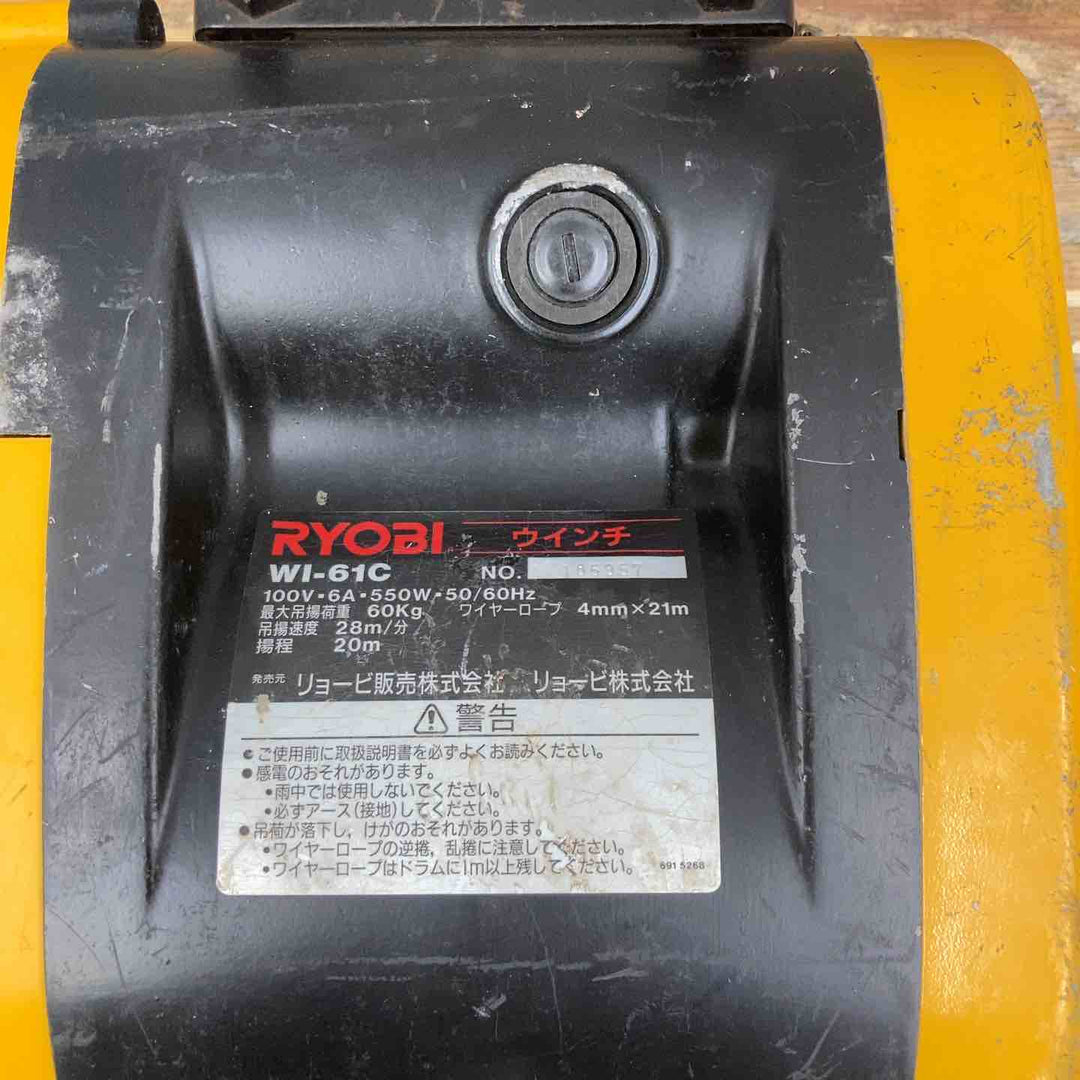 RYOBI ウインチ
WI-61C NO. 185357
100V・6A・550W・50/60Hz
最大吊揚荷重 60Kg ワイヤーロープ 4mm×21m
吊揚速度 28m/分
揚程 20m
発売元 リョービ販売株式会社 リョービ株式会社
警告
●ご使用前に取扱説明書を必ずよくお読みください。
●感電のおそれがあります。
・雨中では使用しないでください。
・必ずアース(接地)してください。
●吊荷が落下し,けがのおそれがあります。
・ワイヤーロープの逆捲,乱捲に注意してください。
・ワイヤーロープはドラムに1m以上残してください。
691 5268